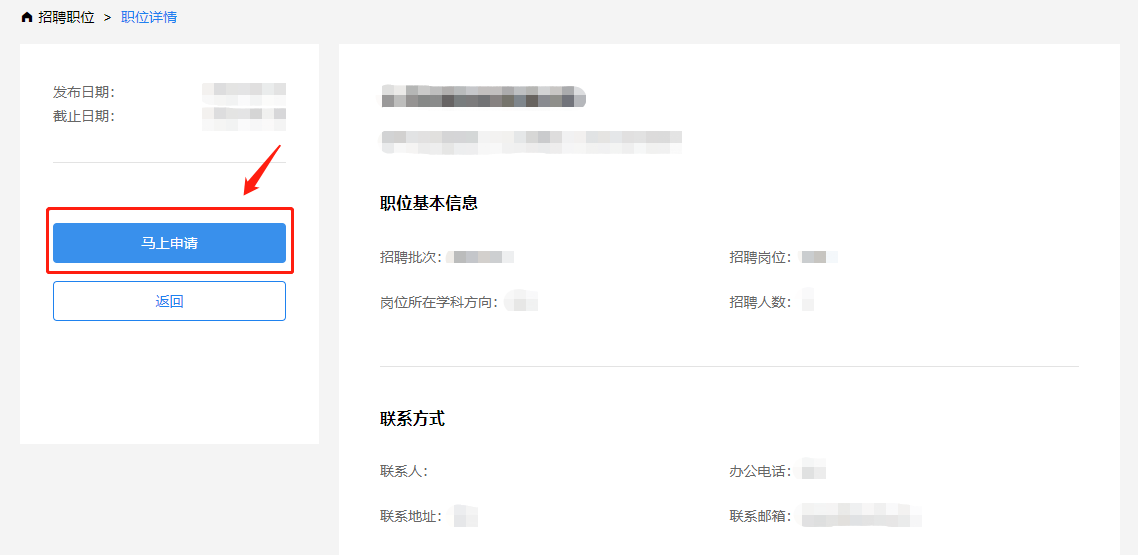 招聘职位 > 职位详情
发布日期：
截止日期：
马上申请
返回
职位基本信息
招聘批次： 招聘岗位：
岗位所在学科方向： 招聘人数：
联系方式
联系人： 办公电话：
联系地址： 联系邮箱：